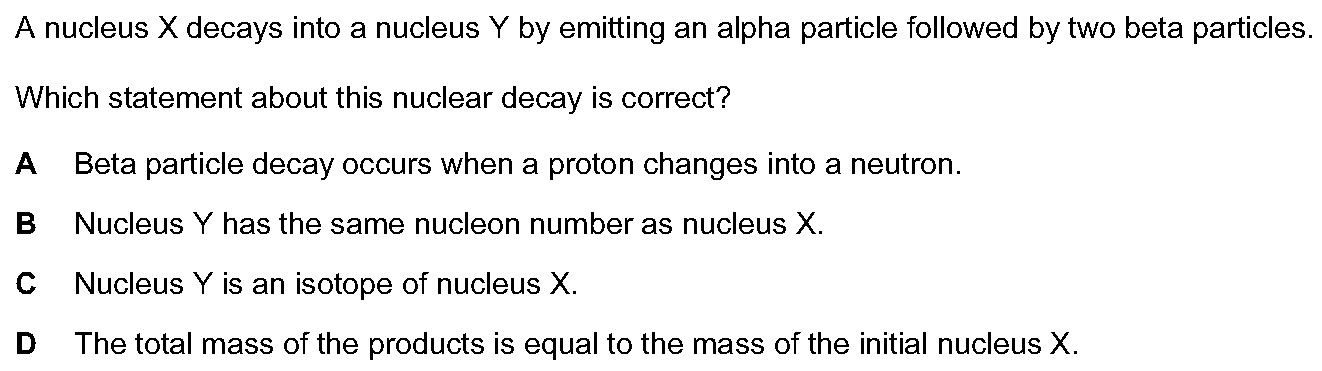 A nucleus X decays into a nucleus Y by emitting an alpha particle followed by two beta particles.
Which statement about this nuclear decay is correct?
A Beta particle decay occurs when a proton changes into a neutron.
B Nucleus Y has the same nucleon number as nucleus X.
C Nucleus Y is an isotope of nucleus X.
D The total mass of the products is equal to the mass of the initial nucleus X.